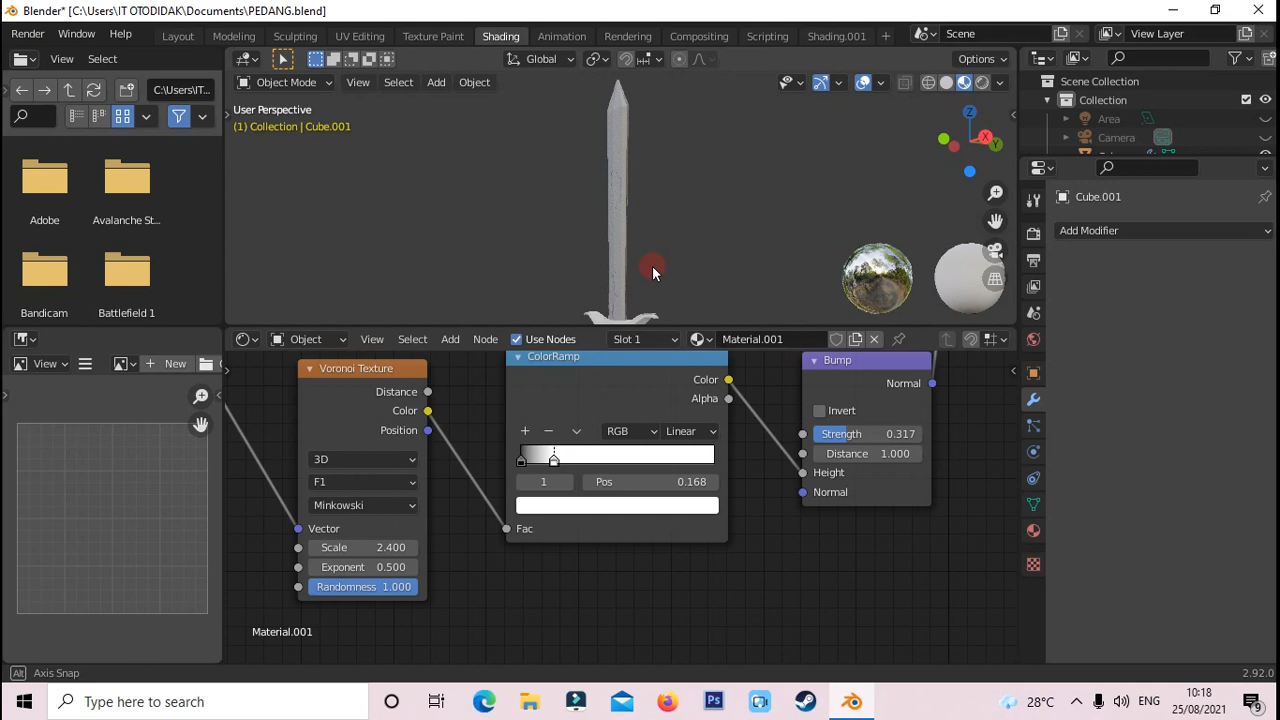 Blender* [C:\Users\IT OTODIDAK\Documents\PEDANG.blend]
Render Window Help Layout Modeling Sculpting UV Editing Texture Paint Shading Animation Rendering Compositing Scripting Shading.001 Scene View Layer
View Select Global Options
C:\Users\IT... Object Mode View Select Add Object
User Perspective
(1) Collection | Cube.001
Scene Collection
Collection
Area
Camera
Adobe
Avalanche St...
Bandicam
Battlefield 1
Cube.001
Add Modifier
Object View Select Add Node Use Nodes Slot 1 Material.001
View New
Voronoi Texture
Distance
Color
Position
3D
F1
Minkowski
Vector
Scale 2.400
Exponent 0.500
Randomness 1.000
ColorRamp
Color
Alpha
RGB Linear
1 Pos 0.168
Fac
Bump
Normal
Invert
Strength 0.317
Distance 1.000
Height
Normal
Material.001
Alt Axis Snap
2.92.0
Type here to search
28°C
ENG
10:18
25/08/2021
9